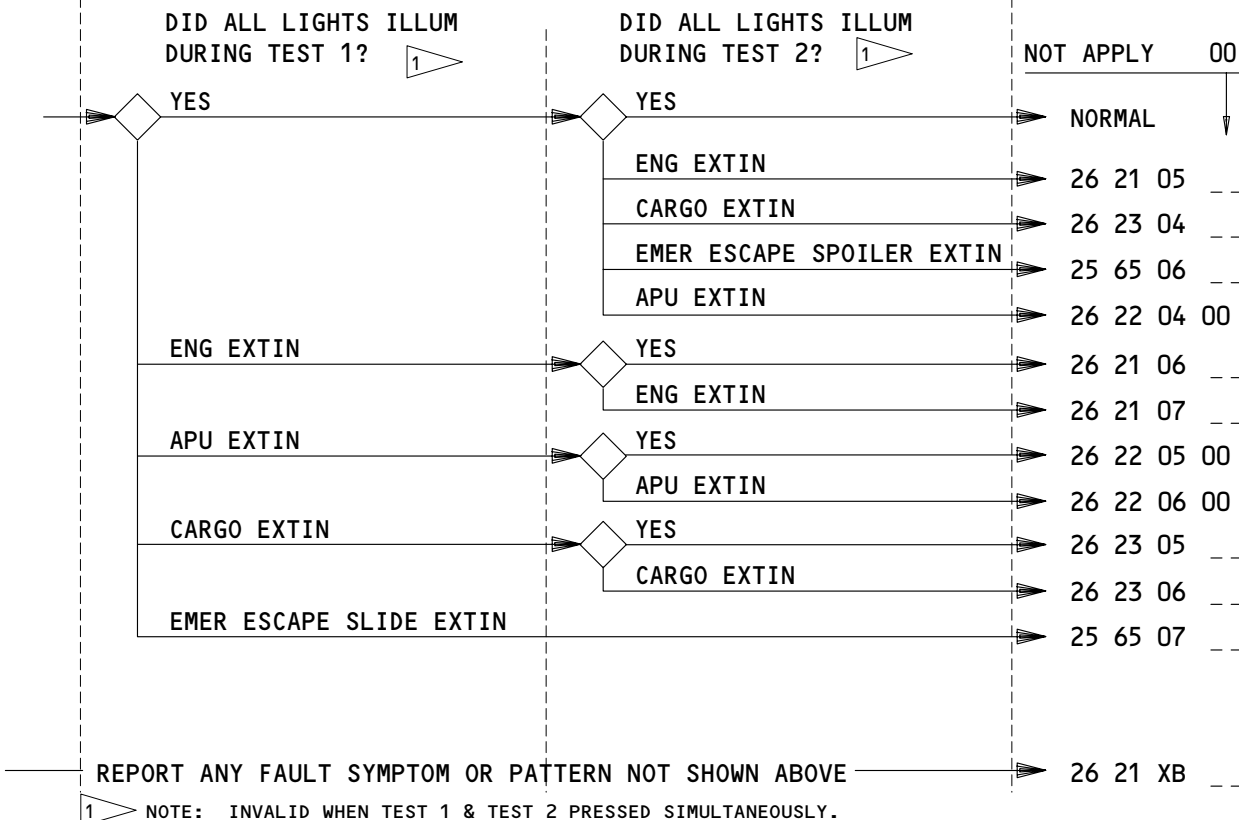 DID ALL LIGHTS ILLUM DURING TEST 1? 1
DID ALL LIGHTS ILLUM DURING TEST 2? 1
NOT APPLY 00
YES
YES
NORMAL
ENG EXTIN
26 21 05 _ _
CARGO EXTIN
26 23 04 _ _
EMER ESCAPE SPOILER EXTIN
25 65 06 _ _
APU EXTIN
26 22 04 00
ENG EXTIN
YES
26 21 06 _ _
ENG EXTIN
26 21 07 _ _
APU EXTIN
YES
26 22 05 00
APU EXTIN
26 22 06 00
CARGO EXTIN
YES
26 23 05 _ _
CARGO EXTIN
26 23 06 _ _
EMER ESCAPE SLIDE EXTIN
25 65 07 _ _
REPORT ANY FAULT SYMPTOM OR PATTERN NOT SHOWN ABOVE
26 21 XB _ _
1 NOTE: INVALID WHEN TEST 1 & TEST 2 PRESSED SIMULTANEOUSLY.